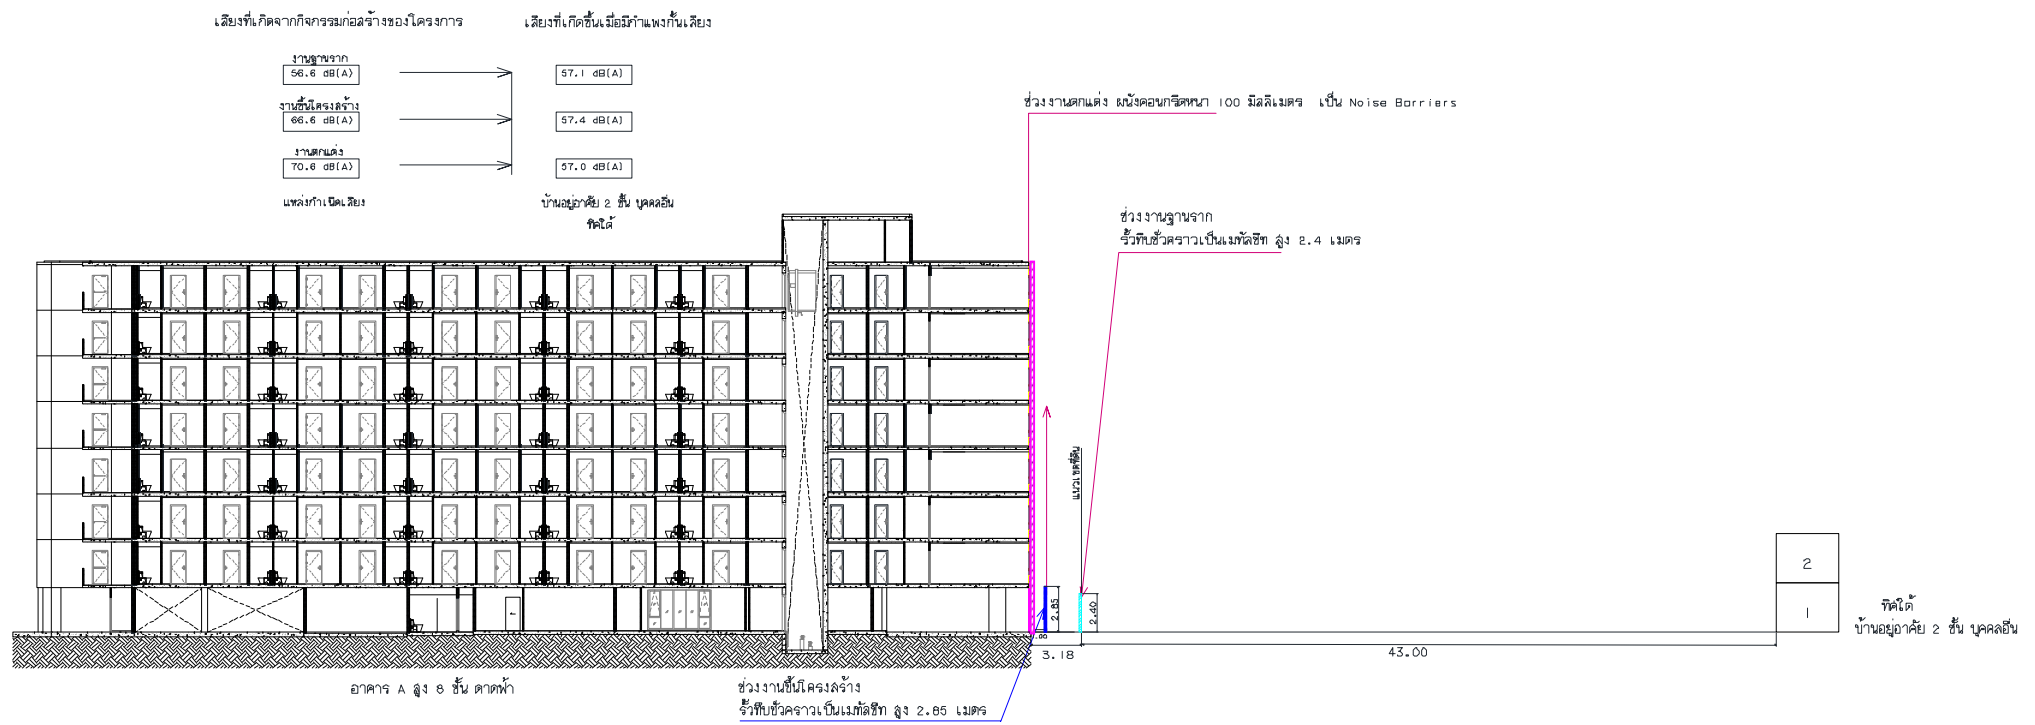 เสียงที่เกิดจากกิจกรรมก่อสร้างของโครงการ
เสียงที่เกิดขึ้นเมื่อมีกำแพงกั้นเสียง
งานฐานราก
56.6 dB(A)
57.1 dB(A)
งานขึ้นโครงสร้าง
66.6 dB(A)
57.4 dB(A)
งานตกแต่ง
70.6 dB(A)
57.0 dB(A)
แหล่งกำเนิดเสียง
บ้านอยู่อาศัย 2 ชั้น บุคคลอื่น
ทิศใต้
ช่วงงานตกแต่ง ผนังคอนกรีตหนา 100 มิลลิเมตร เป็น Noise Barriers
ช่วงงานฐานราก
รั้วทึบชั่วคราวเป็นเมทัลชีท สูง 2.4 เมตร
แนวเขตที่ดิน
2.85
2.40
3.18
43.00
2
1
ทิศใต้
บ้านอยู่อาศัย 2 ชั้น บุคคลอื่น
อาคาร A สูง 8 ชั้น ดาดฟ้า
ช่วงงานขึ้นโครงสร้าง
รั้วทึบชั่วคราวเป็นเมทัลชีท สูง 2.85 เมตร